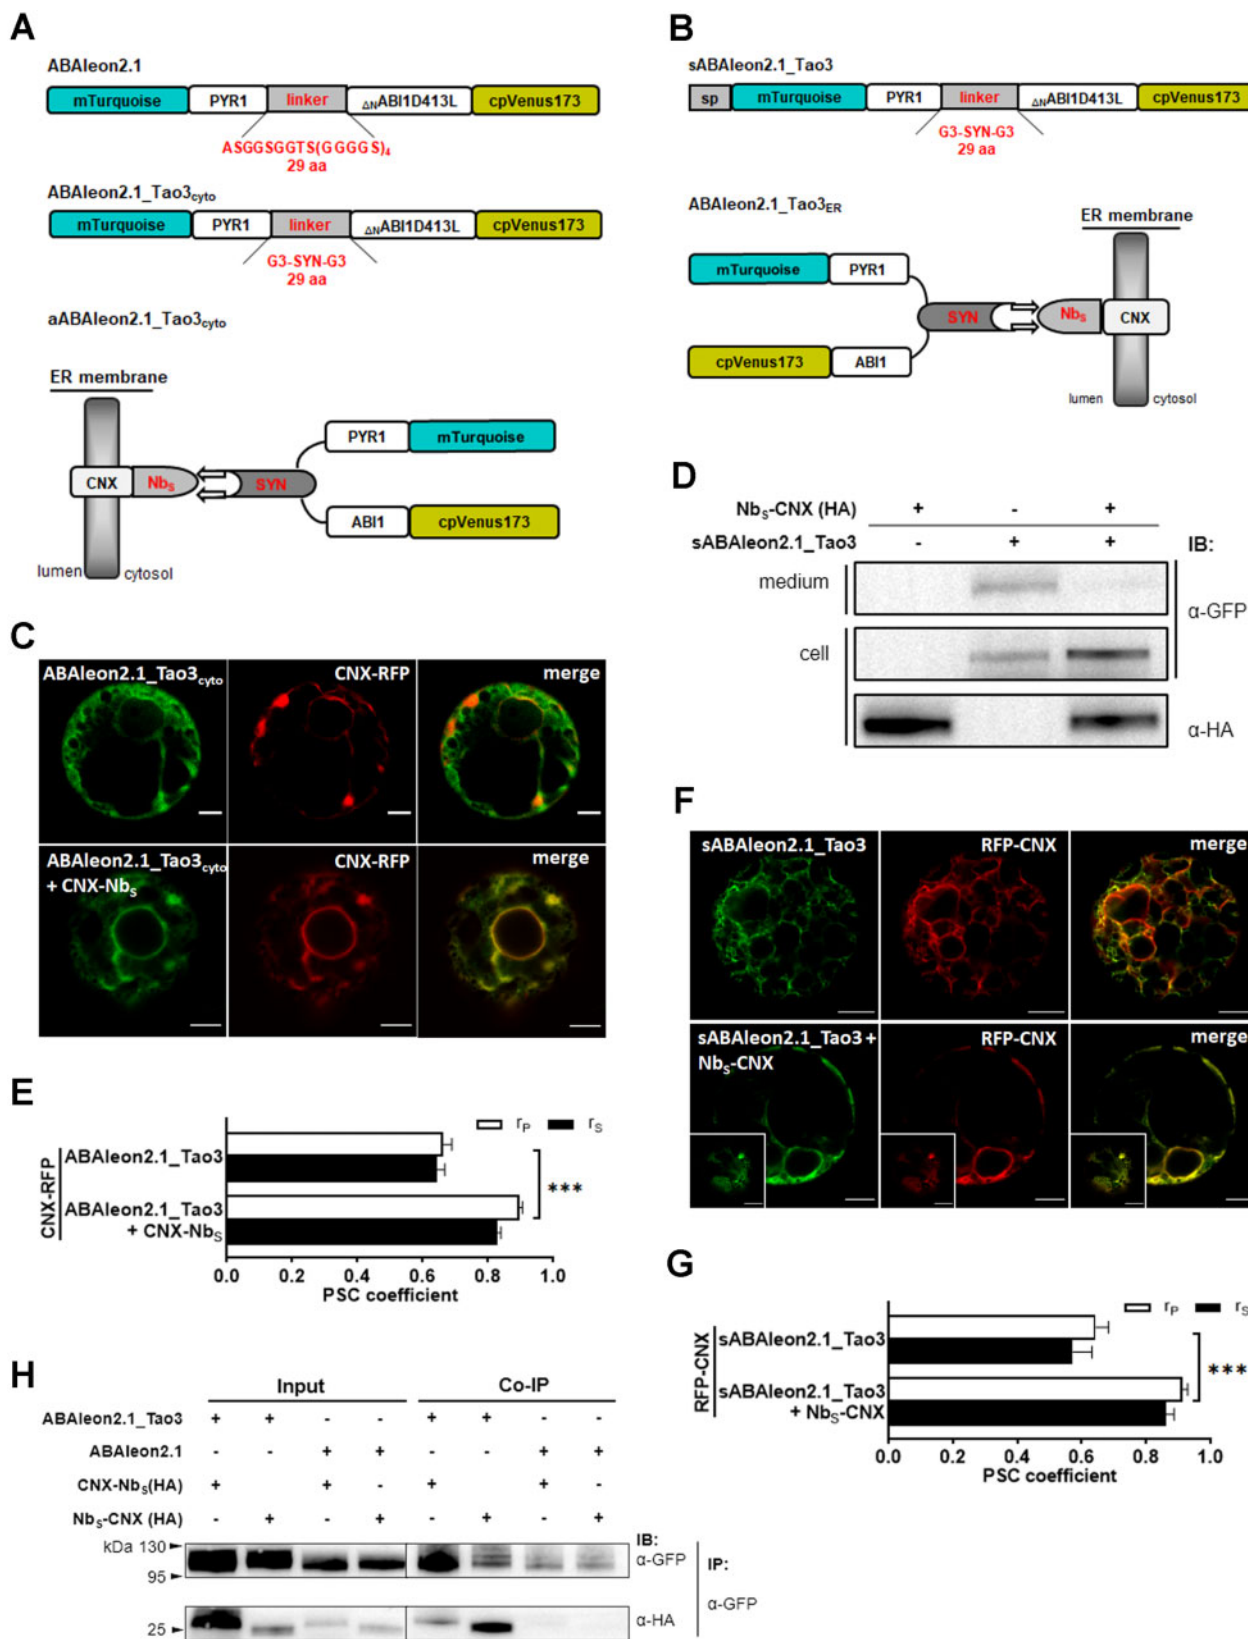 A
ABAleon2.1
mTurquoise PYR1 linker ΔNABI1D413L cpVenus173
ASGGSGGTS(GGGGS)4
29 aa
ABAleon2.1_Tao3cyto
mTurquoise PYR1 linker ΔNABI1D413L cpVenus173
G3-SYN-G3
29 aa
aABAleon2.1_Tao3cyto
ER membrane
PYR1 mTurquoise
CNX NbS SYN
ABI1 cpVenus173
lumen cytosol
B
sABAleon2.1_Tao3
sp mTurquoise PYR1 linker ΔNABI1D413L cpVenus173
G3-SYN-G3
29 aa
ABAleon2.1_Tao3ER
ER membrane
mTurquoise PYR1
SYN NbS CNX
cpVenus173 ABI1
lumen cytosol
C
ABAleon2.1_Tao3cyto CNX-RFP merge
ABAleon2.1_Tao3cyto CNX-RFP merge
+ CNX-NbS
D
NbS-CNX (HA) + - +
sABAleon2.1_Tao3 - + + IB:
medium
α-GFP
cell
α-HA
E
rP rS
CNX-RFP
ABAleon2.1_Tao3
***
ABAleon2.1_Tao3
+ CNX-NbS
0.0 0.2 0.4 0.6 0.8 1.0
PSC coefficient
F
sABAleon2.1_Tao3 RFP-CNX merge
sABAleon2.1_Tao3 + RFP-CNX merge
NbS-CNX
G
rP rS
RFP-CNX
sABAleon2.1_Tao3
***
sABAleon2.1_Tao3
+ NbS-CNX
0.0 0.2 0.4 0.6 0.8 1.0
PSC coefficient
H
Input Co-IP
ABAleon2.1_Tao3 + + - - + + - -
ABAleon2.1 - - + + - - + +
CNX-NbS(HA) + - + - + - + -
NbS-CNX (HA) - + - + - + - +
kDa 130 IB:
α-GFP IP:
95
α-GFP
α-HA
25